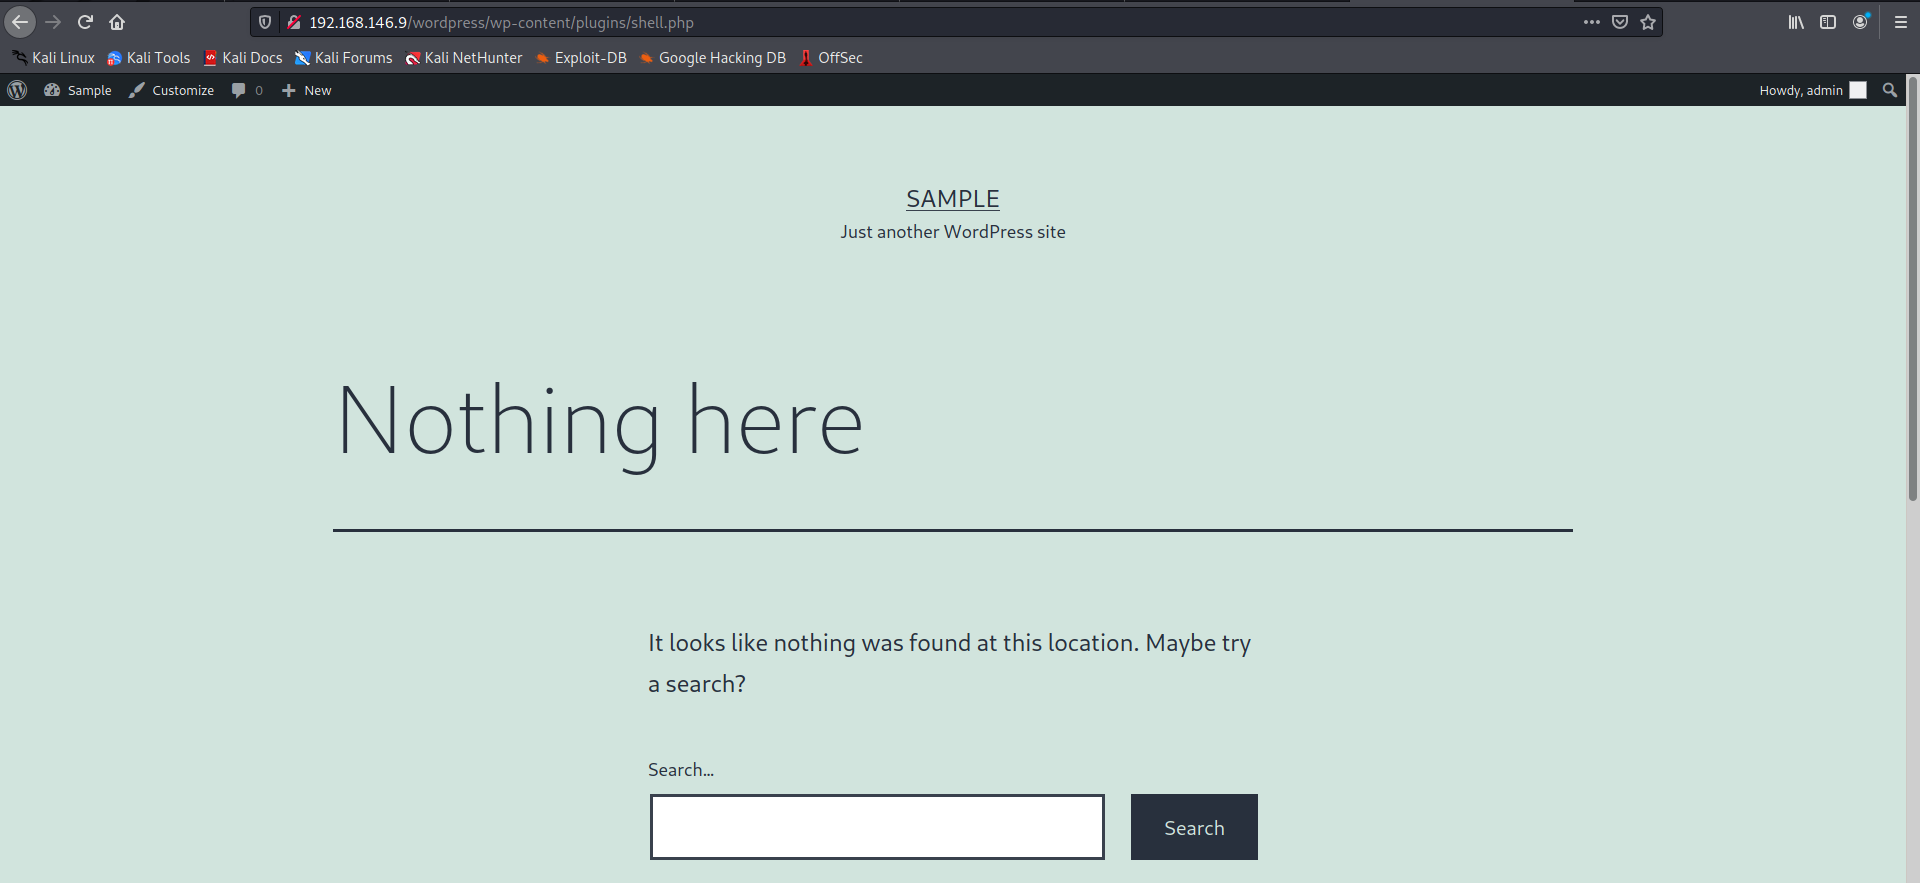 192.168.146.9/wordpress/wp-content/plugins/shell.php
Kali Linux Kali Tools Kali Docs Kali Forums Kali NetHunter Exploit-DB Google Hacking DB OffSec
Sample Customize 0 New Howdy, admin
SAMPLE
Just another WordPress site
Nothing here
It looks like nothing was found at this location. Maybe try
a search?
Search...
Search